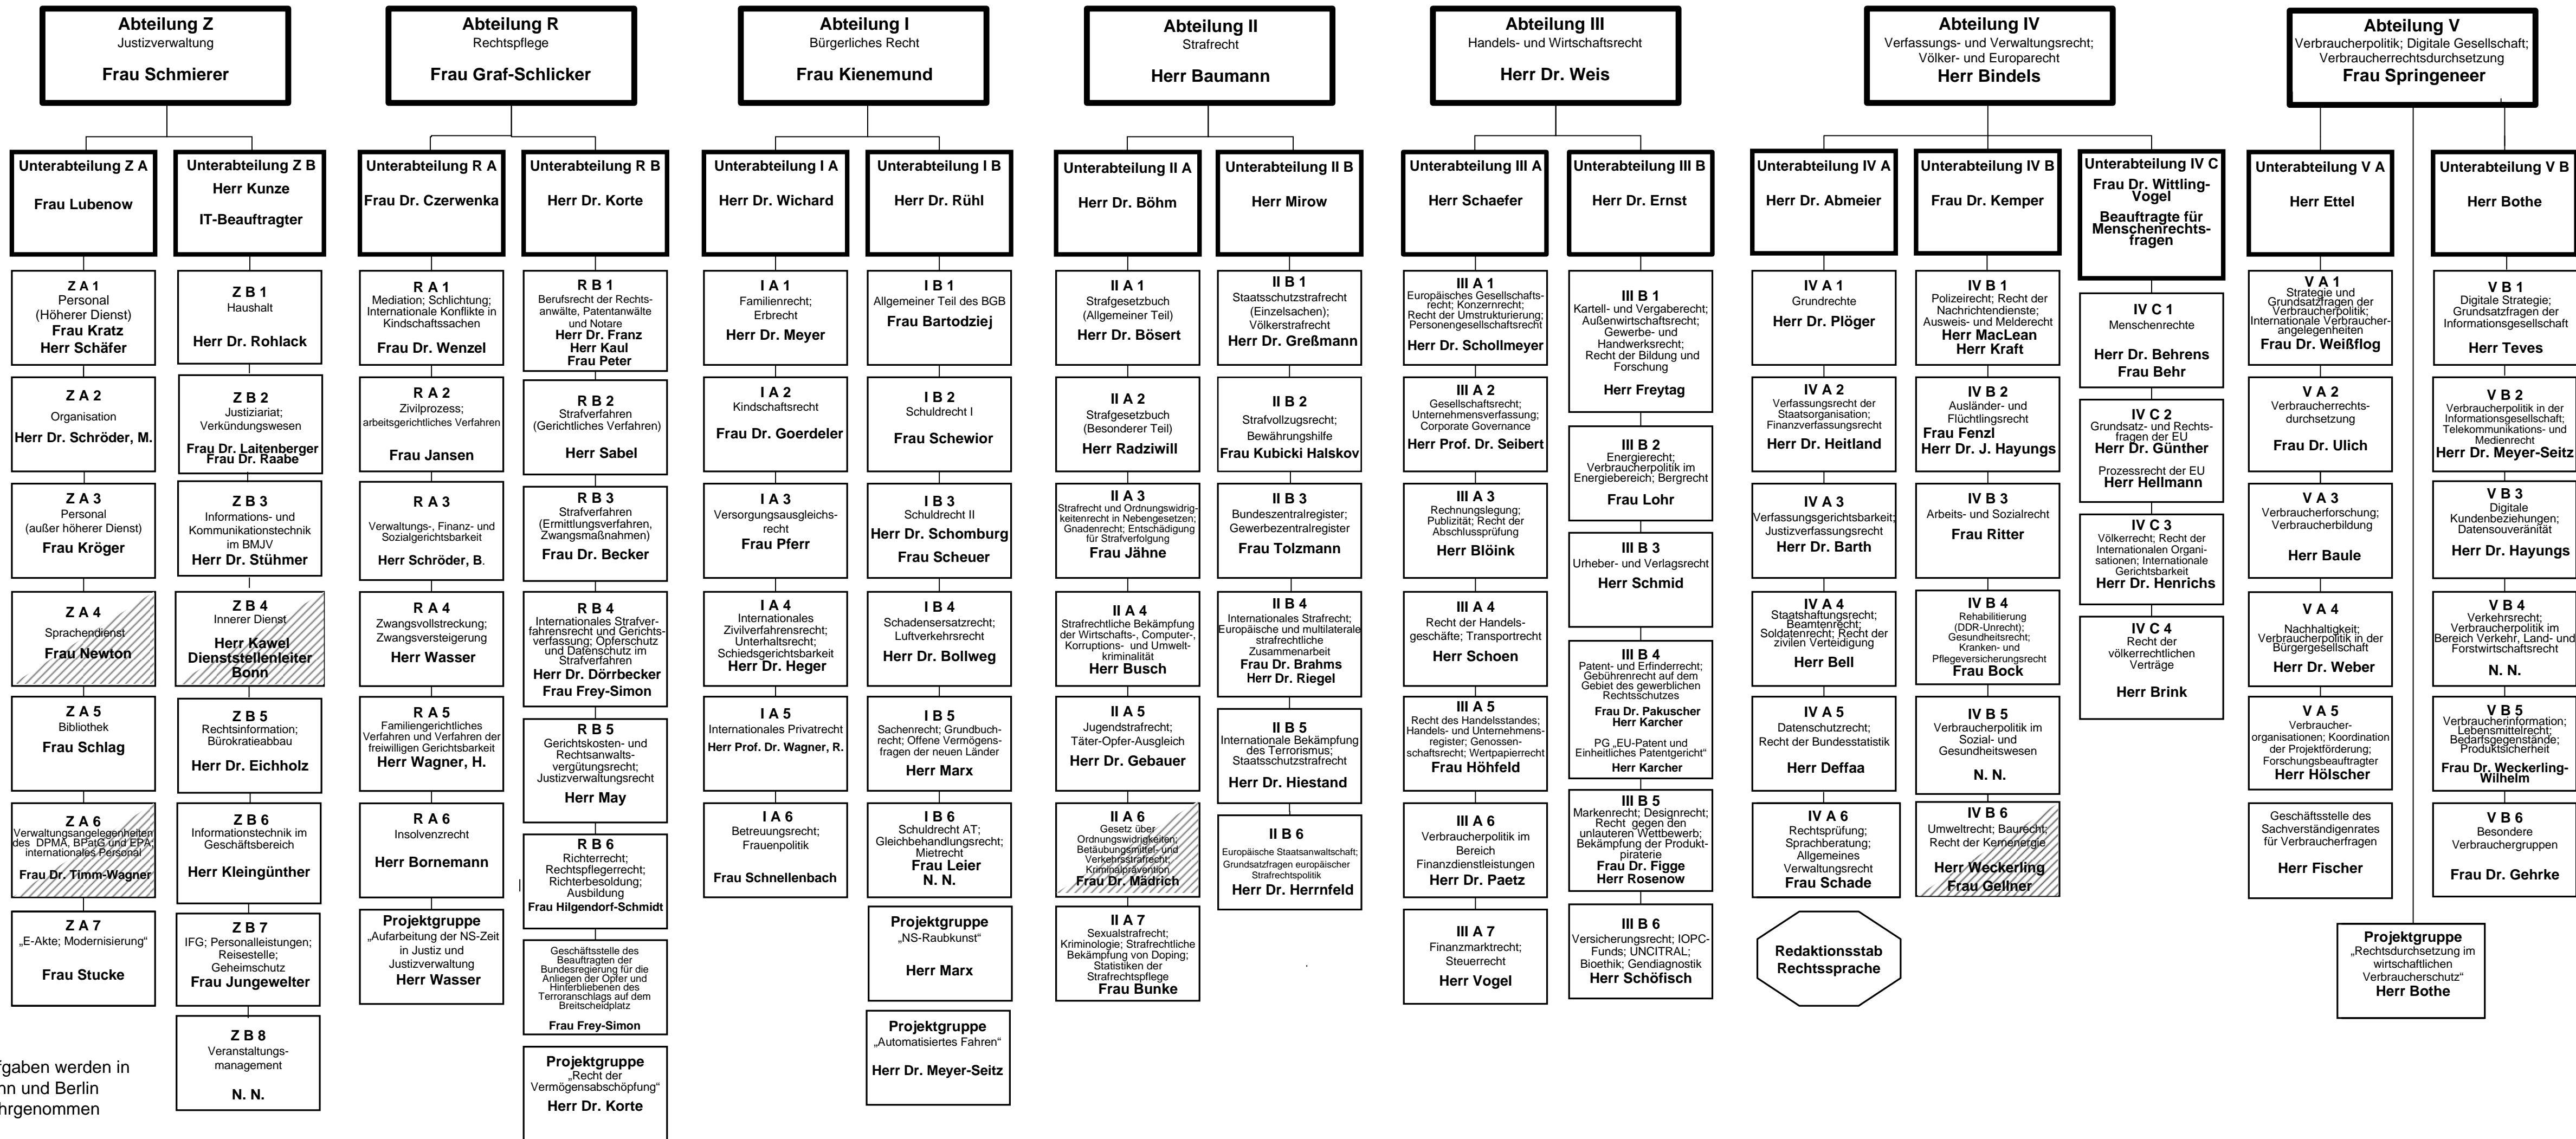 Abteilung Z
Justizverwaltung
Frau Schmierer
Unterabteilung Z A
Frau Lubenow
Z A 1
Personal
(Höherer Dienst)
Frau Kratz
Herr Schäfer
Z A 2
Organisation
Herr Dr. Schröder, M.
Z A 3
Personal
(außer höherer Dienst)
Frau Kröger
Z A 4
Sprachendienst
Frau Newton
Z A 5
Bibliothek
Frau Schlag
Z A 6
Verwaltungsangelegenheiten
des DPMA, BPatG und EPA;
internationales Personal
Frau Dr. Timm-Wagner
Z A 7
„E-Akte; Modernisierung“
Frau Stucke
Unterabteilung Z B
Herr Kunze
IT-Beauftragter
Z B 1
Haushalt
Herr Dr. Rohlack
Z B 2
Justiziariat;
Verkündungswesen
Frau Dr. Laitenberger
Frau Dr. Raabe
Z B 3
Informations- und
Kommunikationstechnik
im BMJV
Herr Dr. Stühmer
Z B 4
Innerer Dienst
Herr Kawel
Dienststellenleiter
Bonn
Z B 5
Rechtsinformation;
Bürokratieabbau
Herr Dr. Eichholz
Z B 6
Informationstechnik im
Geschäftsbereich
Herr Kleingünther
Z B 7
IFG; Personalleistungen;
Reisestelle;
Geheimschutz
Frau Jungewelter
Z B 8
Veranstaltungs-
management
N. N.
fgaben werden in
nn und Berlin
hrgenommen
Abteilung R
Rechtspflege
Frau Graf-Schlicker
Unterabteilung R A
Frau Dr. Czerwenka
R A 1
Mediation; Schlichtung;
Internationale Konflikte in
Kindschaftssachen
Frau Dr. Wenzel
R A 2
Zivilprozess;
arbeitsgerichtliches Verfahren
Frau Jansen
R A 3
Verwaltungs-, Finanz- und
Sozialgerichtsbarkeit
Herr Schröder, B.
R A 4
Zwangsvollstreckung;
Zwangsversteigerung
Herr Wasser
R A 5
Familiengerichtliches
Verfahren und Verfahren der
freiwilligen Gerichtsbarkeit
Herr Wagner, H.
R A 6
Insolvenzrecht
Herr Bornemann
Projektgruppe
„Aufarbeitung der NS-Zeit
in Justiz und
Justizverwaltung
Herr Wasser
Unterabteilung R B
Herr Dr. Korte
R B 1
Berufsrecht der Rechts-
anwälte, Patentanwälte
und Notare
Herr Dr. Franz
Herr Kaul
Frau Peter
R B 2
Strafverfahren
(Gerichtliches Verfahren)
Herr Sabel
R B 3
Strafverfahren
(Ermittlungsverfahren,
Zwangsmaßnahmen)
Frau Dr. Becker
R B 4
Internationales Strafver-
fahrensrecht und Gerichts-
verfassung; Opferschutz
und Datenschutz im
Strafverfahren
Herr Dr. Dörrbecker
Frau Frey-Simon
R B 5
Gerichtskosten- und
Rechtsanwalts-
vergütungsrecht;
Justizverwaltungsrecht
Herr May
R B 6
Richterrecht;
Rechtspflegerrecht;
Richterbesoldung;
Ausbildung
Frau Hilgendorf-Schmidt
Geschäftsstelle des
Beauftragten der
Bundesregierung für die
Anliegen der Opfer und
Hinterbliebenen des
Terroranschlags auf dem
Breitscheidplatz
Frau Frey-Simon
Projektgruppe
„Recht der
Vermögensabschöpfung“
Herr Dr. Korte
Abteilung I
Bürgerliches Recht
Frau Kienemund
Unterabteilung I A
Herr Dr. Wichard
I A 1
Familienrecht;
Erbrecht
Herr Dr. Meyer
I A 2
Kindschaftsrecht
Frau Dr. Goerdeler
I A 3
Versorgungsausgleichs-
recht
Frau Pferr
I A 4
Internationales
Zivilverfahrensrecht;
Unterhaltsrecht;
Schiedsgerichtsbarkeit
Herr Dr. Heger
I A 5
Internationales Privatrecht
Herr Prof. Dr. Wagner, R.
I A 6
Betreuungsrecht;
Frauenpolitik
Frau Schnellenbach
Unterabteilung I B
Herr Dr. Rühl
I B 1
Allgemeiner Teil des BGB
Frau Bartodziej
I B 2
Schuldrecht I
Frau Schewior
I B 3
Schuldrecht II
Herr Dr. Schomburg
Frau Scheuer
I B 4
Schadensersatzrecht;
Luftverkehrsrecht
Herr Dr. Bollweg
I B 5
Sachenrecht; Grundbuch-
recht; Offene Vermögens-
fragen der neuen Länder
Herr Marx
I B 6
Schuldrecht AT;
Gleichbehandlungsrecht;
Mietrecht
Frau Leier
N. N.
Projektgruppe
„NS-Raubkunst“
Herr Marx
Projektgruppe
„Automatisiertes Fahren“
Herr Dr. Meyer-Seitz
Abteilung II
Strafrecht
Herr Baumann
Unterabteilung II A
Herr Dr. Böhm
II A 1
Strafgesetzbuch
(Allgemeiner Teil)
Herr Dr. Bösert
II A 2
Strafgesetzbuch
(Besonderer Teil)
Herr Radziwill
II A 3
Strafrecht und Ordnungswidrig-
keitenrecht in Nebengesetzen;
Gnadenrecht; Entschädigung
für Strafverfolgung
Frau Jähne
II A 4
Strafrechtliche Bekämpfung
der Wirtschafts-, Computer-,
Korruptions- und Umwelt-
kriminalität
Herr Busch
II A 5
Jugendstrafrecht;
Täter-Opfer-Ausgleich
Herr Dr. Gebauer
II A 6
Gesetz über
Ordnungswidrigkeiten;
Betäubungsmittel- und
Verkehrsstrafrecht;
Kriminalprävention
Frau Dr. Mädrich
II A 7
Sexualstrafrecht;
Kriminologie; Strafrechtliche
Bekämpfung von Doping;
Statistiken der
Strafrechtspflege
Frau Bunke
Unterabteilung II B
Herr Mirow
II B 1
Staatsschutzstrafrecht
(Einzelsachen);
Völkerstrafrecht
Herr Dr. Greßmann
II B 2
Strafvollzugsrecht;
Bewährungshilfe
Frau Kubicki Halskov
II B 3
Bundeszentralregister;
Gewerbezentralregister
Frau Tolzmann
II B 4
Internationales Strafrecht;
Europäische und multilaterale
strafrechtliche
Zusammenarbeit
Frau Dr. Brahms
Herr Dr. Riegel
II B 5
Internationale Bekämpfung
des Terrorismus;
Staatsschutzstrafrecht
Herr Dr. Hiestand
II B 6
Europäische Staatsanwaltschaft;
Grundsatzfragen europäischer
Strafrechtspolitik
Herr Dr. Herrnfeld
Abteilung III
Handels- und Wirtschaftsrecht
Herr Dr. Weis
Unterabteilung III A
Herr Schaefer
III A 1
Europäisches Gesellschafts-
recht; Konzernrecht;
Recht der Umstrukturierung;
Personengesellschaftsrecht
Herr Dr. Schollmeyer
III A 2
Gesellschaftsrecht;
Unternehmensverfassung;
Corporate Governance
Herr Prof. Dr. Seibert
III A 3
Rechnungslegung;
Publizität; Recht der
Abschlussprüfung
Herr Blöink
III A 4
Recht der Handels-
geschäfte; Transportrecht
Herr Schoen
III A 5
Recht des Handelsstandes;
Handels- und Unternehmens-
register; Genossen-
schaftsrecht; Wertpapierrecht
Frau Höhfeld
III A 6
Verbraucherpolitik im
Bereich
Finanzdienstleistungen
Herr Dr. Paetz
III A 7
Finanzmarktrecht;
Steuerrecht
Herr Vogel
Unterabteilung III B
Herr Dr. Ernst
III B 1
Kartell- und Vergaberecht;
Außenwirtschaftsrecht;
Gewerbe- und
Handwerksrecht;
Recht der Bildung und
Forschung
Herr Freytag
III B 2
Energierecht;
Verbraucherpolitik im
Energiebereich; Bergrecht
Frau Lohr
III B 3
Urheber- und Verlagsrecht
Herr Schmid
III B 4
Patent- und Erfinderrecht;
Gebührenrecht auf dem
Gebiet des gewerblichen
Rechtsschutzes
Frau Dr. Pakuscher
Herr Karcher
PG „EU-Patent und
Einheitliches Patentgericht“
Herr Karcher
III B 5
Markenrecht; Designrecht;
Recht gegen den
unlauteren Wettbewerb;
Bekämpfung der Produkt-
piraterie
Frau Dr. Figge
Herr Rosenow
III B 6
Versicherungsrecht; IOPC-
Funds; UNCITRAL;
Bioethik; Gendiagnostik
Herr Schöfisch
Abteilung IV
Verfassungs- und Verwaltungsrecht;
Völker- und Europarecht
Herr Bindels
Unterabteilung IV A
Herr Dr. Abmeier
IV A 1
Grundrechte
Herr Dr. Plöger
IV A 2
Verfassungsrecht der
Staatsorganisation;
Finanzverfassungsrecht
Herr Dr. Heitland
IV A 3
Verfassungsgerichtsbarkeit;
Justizverfassungsrecht
Herr Dr. Barth
IV A 4
Staatshaftungsrecht;
Beamtenrecht;
Soldatenrecht; Recht der
zivilen Verteidigung
Herr Bell
IV A 5
Datenschutzrecht;
Recht der Bundesstatistik
Herr Deffaa
IV A 6
Rechtsprüfung;
Sprachberatung;
Allgemeines
Verwaltungsrecht
Frau Schade
Redaktionsstab
Rechtssprache
Unterabteilung IV B
Frau Dr. Kemper
IV B 1
Polizeirecht; Recht der
Nachrichtendienste;
Ausweis- und Melderecht
Herr MacLean
Herr Kraft
IV B 2
Ausländer- und
Flüchtlingsrecht
Frau Fenzl
Herr Dr. J. Hayungs
IV B 3
Arbeits- und Sozialrecht
Frau Ritter
IV B 4
Rehabilitierung
(DDR-Unrecht);
Gesundheitsrecht;
Kranken- und
Pflegeversicherungsrecht
Frau Bock
IV B 5
Verbraucherpolitik im
Sozial- und
Gesundheitswesen
N. N.
IV B 6
Umweltrecht; Baurecht;
Recht der Kernenergie
Herr Weckerling
Frau Gellner
Unterabteilung IV C
Frau Dr. Wittling-
Vogel
Beauftragte für
Menschenrechts-
fragen
IV C 1
Menschenrechte
Herr Dr. Behrens
Frau Behr
IV C 2
Grundsatz- und Rechts-
fragen der EU
Herr Dr. Günther
Prozessrecht der EU
Herr Hellmann
IV C 3
Völkerrecht; Recht der
Internationalen Organi-
sationen; Internationale
Gerichtsbarkeit
Herr Dr. Henrichs
IV C 4
Recht der
völkerrechtlichen
Verträge
Herr Brink
Abteilung V
Verbraucherpolitik; Digitale Gesellschaft;
Verbraucherrechtsdurchsetzung
Frau Springeneer
Unterabteilung V A
Herr Ettel
V A 1
Strategie und
Grundsatzfragen der
Verbraucherpolitik;
Internationale Verbraucher-
angelegenheiten
Frau Dr. Weißflog
V A 2
Verbraucherrechts-
durchsetzung
Frau Dr. Ulich
V A 3
Verbraucherforschung;
Verbraucherbildung
Herr Baule
V A 4
Nachhaltigkeit;
Verbraucherpolitik in der
Bürgergesellschaft
Herr Dr. Weber
V A 5
Verbraucher-
organisationen; Koordination
der Projektförderung;
Forschungsbeauftragter
Herr Hölscher
Geschäftsstelle des
Sachverständigenrates
für Verbraucherfragen
Herr Fischer
Projektgruppe
„Rechtsdurchsetzung im
wirtschaftlichen
Verbraucherschutz“
Herr Bothe
Unterabteilung V B
Herr Bothe
V B 1
Digitale Strategie;
Grundsatzfragen der
Informationsgesellschaft
Herr Teves
V B 2
Verbraucherpolitik in der
Informationsgesellschaft;
Telekommunikations- und
Medienrecht
Herr Dr. Meyer-Seitz
V B 3
Digitale
Kundenbeziehungen;
Datensouveränität
Herr Dr. Hayungs
V B 4
Verkehrsrecht;
Verbraucherpolitik im
Bereich Verkehr, Land- und
Forstwirtschaftsrecht
N. N.
V B 5
Verbraucherinformation;
Lebensmittelrecht;
Bedarfsgegenstände;
Produktsicherheit
Frau Dr. Weckerling-
Wilhelm
V B 6
Besondere
Verbrauchergruppen
Frau Dr. Gehrke